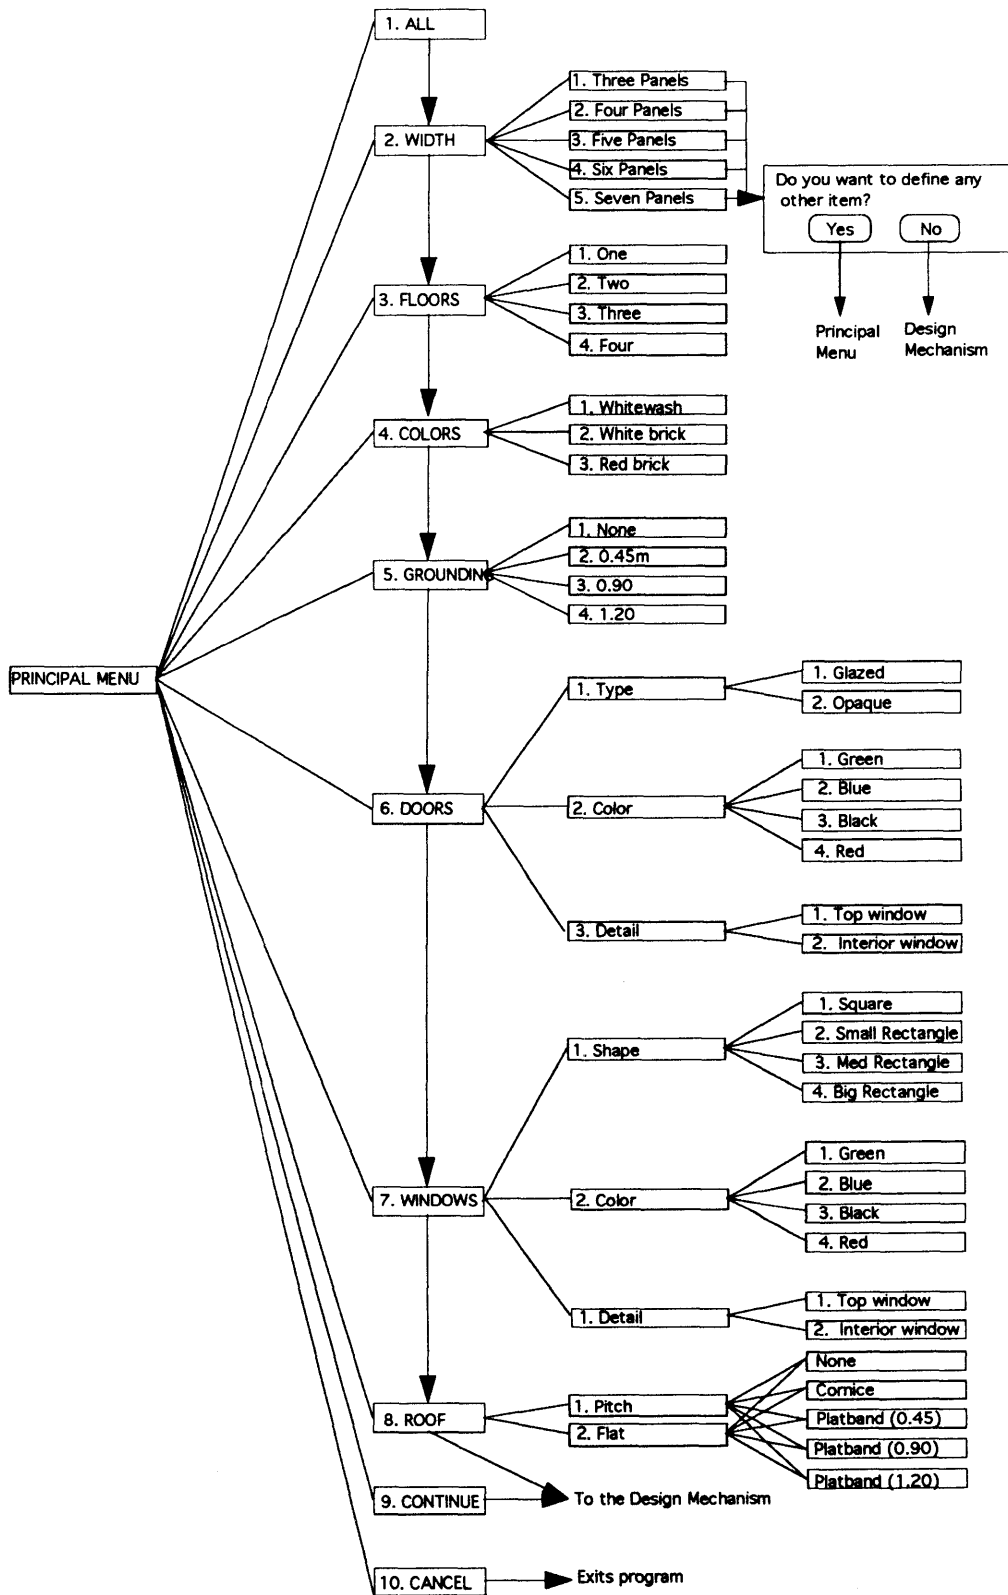 1. ALL
1. Three Panels
2. Four Panels
2. WIDTH
3. Five Panels
4. Six Panels
5. Seven Panels
Do you want to define any
other item?
Yes
No
Principal
Menu
Design
Mechanism
3. FLOORS
1. One
2. Two
3. Three
4. Four
4. COLORS
1. Whitewash
2. White brick
3. Red brick
5. GROUNDING
1. None
2. 0.45m
3. 0.90
4. 1.20
PRINCIPAL MENU
6. DOORS
1. Type
1. Glazed
2. Opaque
2. Color
1. Green
2. Blue
3. Black
4. Red
3. Detail
1. Top window
2. Interior window
7. WINDOWS
1. Shape
1. Square
2. Small Rectangle
3. Med Rectangle
4. Big Rectangle
2. Color
1. Green
2. Blue
3. Black
4. Red
1. Detail
1. Top window
2. Interior window
8. ROOF
1. Pitch
2. Flat
None
Cornice
Platband (0.45)
Platband (0.90)
Platband (1.20)
9. CONTINUE
To the Design Mechanism
10. CANCEL
Exits program